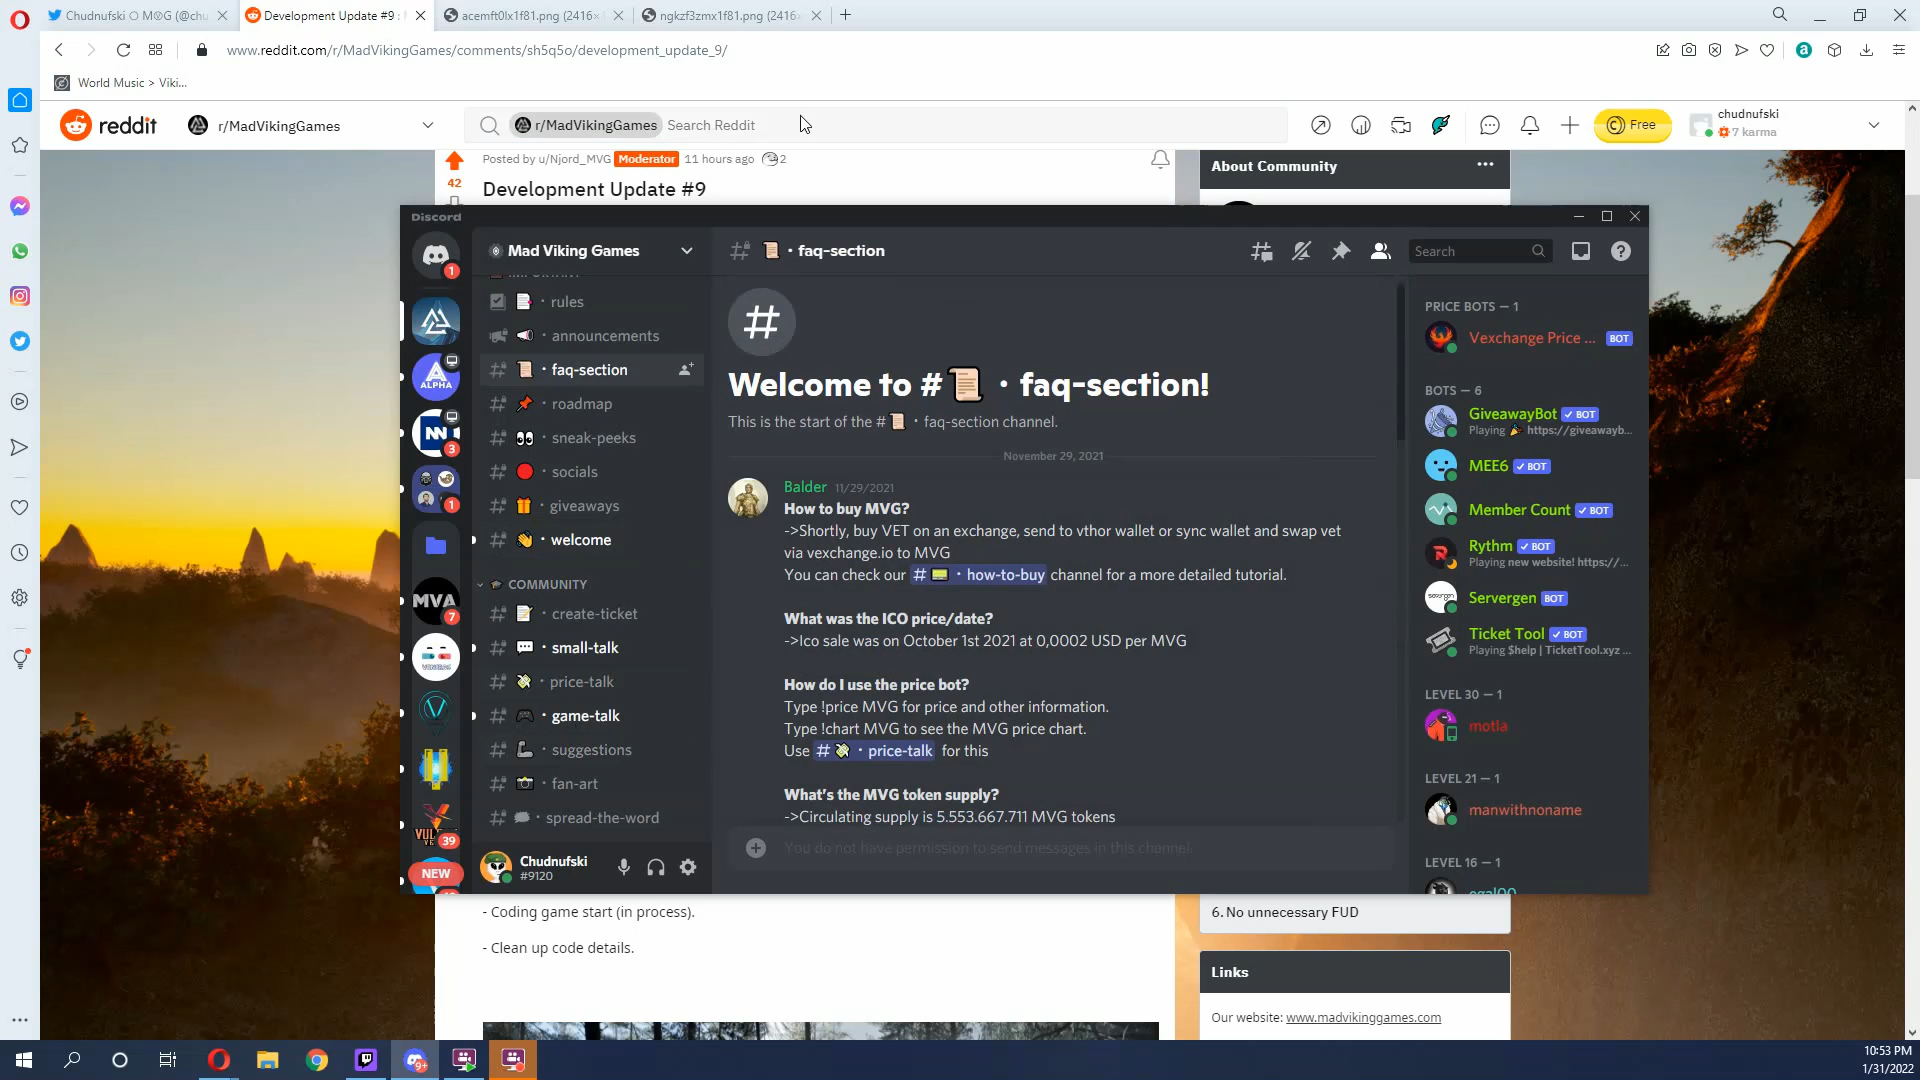 Chudnufski ⎔ M⎊G (@chu
Development Update #9 :
acemft0lx1f81.png (2416×
ngkzf3zmx1f81.png (2416
www.reddit.com/r/MadVikingGames/comments/sh5q5o/development_update_9/
World Music > Viki...
reddit
r/MadVikingGames
r/MadVikingGames Search Reddit
Free
chudnufski
7 karma
Posted by u/Njord_MVG Moderator 11 hours ago 2
42
Development Update #9
About Community
Discord
Mad Viking Games
rules
announcements
faq-section
roadmap
sneak-peeks
socials
giveaways
welcome
COMMUNITY
create-ticket
small-talk
price-talk
game-talk
suggestions
fan-art
spread-the-word
1
ALPHA
NN
3
1
MVA
7
39
NEW
Chudnufski
#9120
# 📜・faq-section
Search
Welcome to #📜・faq-section!
This is the start of the #📜・faq-section channel.
November 29, 2021
Balder 11/29/2021
How to buy MVG?
->Shortly, buy VET on an exchange, send to vthor wallet or sync wallet and swap vet
via vexchange.io to MVG
You can check our #📟・how-to-buy channel for a more detailed tutorial.
What was the ICO price/date?
->Ico sale was on October 1st 2021 at 0,0002 USD per MVG
How do I use the price bot?
Type !price MVG for price and other information.
Type !chart MVG to see the MVG price chart.
Use #💸・price-talk for this
What's the MVG token supply?
->Circulating supply is 5.553.667.711 MVG tokens
You do not have permission to send messages in this channel.
PRICE BOTS — 1
Vexchange Price ... BOT
BOTS — 6
GiveawayBot ✓ BOT
Playing 🎉 https://giveawayb...
MEE6 ✓ BOT
Member Count ✓ BOT
Rythm ✓ BOT
Playing new website! https://...
Servergen BOT
Ticket Tool ✓ BOT
Playing $help | TicketTool.xyz ...
LEVEL 30 — 1
motla
LEVEL 21 — 1
manwithnoname
LEVEL 16 — 1
- Coding game start (in process).
- Clean up code details.
6. No unnecessary FUD
Links
Our website: www.madvikinggames.com
9+
10:53 PM
1/31/2022